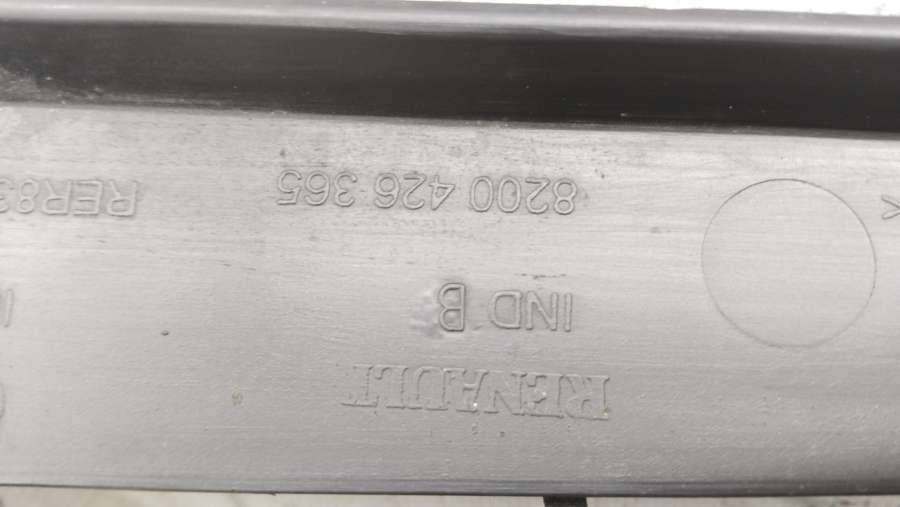 RENAULT
IND B
8200 426 365